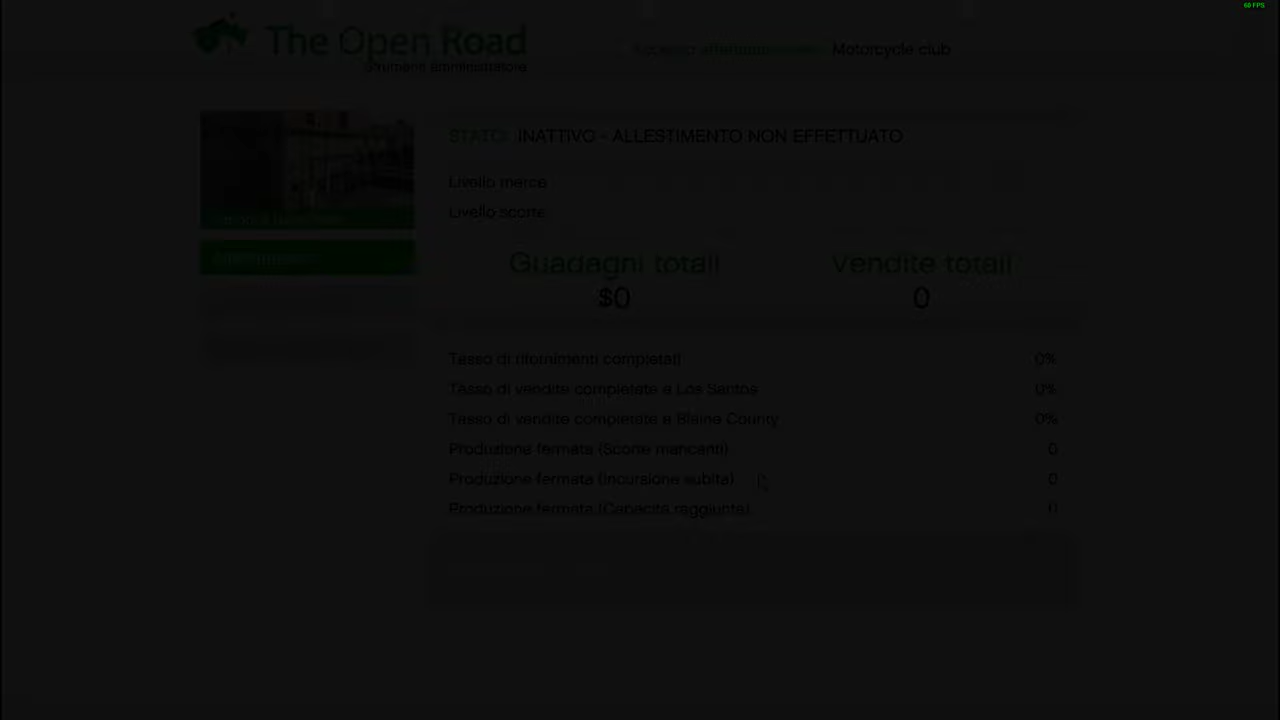 60 FPS
The Open Road
Strumenti amministratore
Motorcycle club
STATO: INATTIVO - ALLESTIMENTO NON EFFETTUATO
Livello merce
Livello scorte
Guadagni totali
Vendite totali
$0
0
Tasso di rifornimenti completati 0%
Tasso di vendite completate a Los Santos 0%
Tasso di vendite completate a Blaine County 0%
Produzione fermata (Scorte mancanti) 0
Produzione fermata (Incursione subita) 0
Produzione fermata (Capacità raggiunta) 0